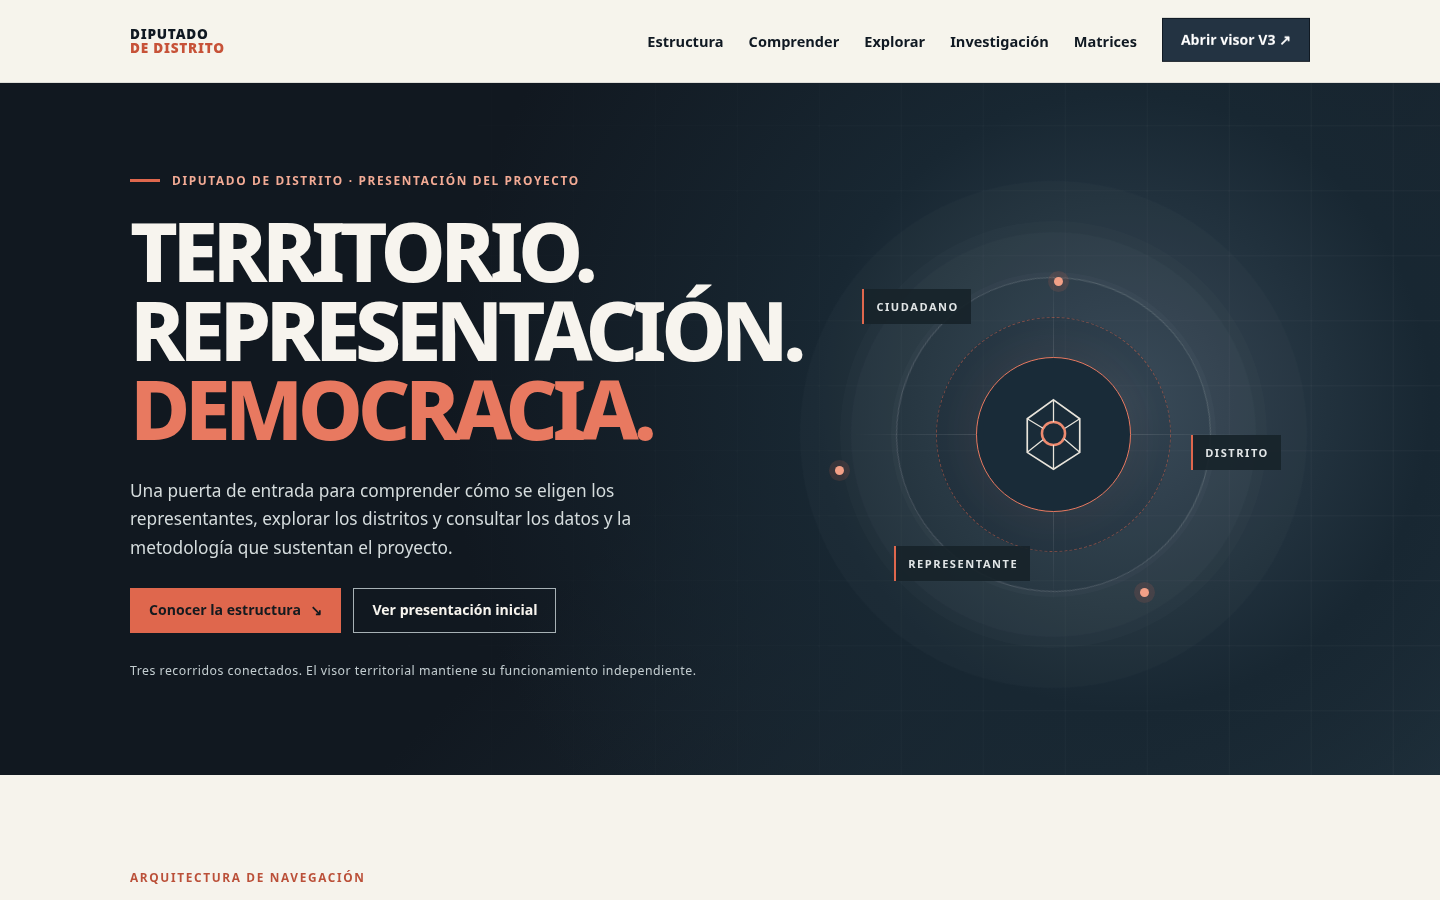 DIPUTADO
DE DISTRITO
Estructura Comprender Explorar Investigación Matrices Abrir visor V3 ↗
DIPUTADO DE DISTRITO · PRESENTACIÓN DEL PROYECTO
TERRITORIO.
REPRESENTACIÓN.
DEMOCRACIA.
Una puerta de entrada para comprender cómo se eligen los
representantes, explorar los distritos y consultar los datos y la
metodología que sustentan el proyecto.
Conocer la estructura ↘ Ver presentación inicial
Tres recorridos conectados. El visor territorial mantiene su funcionamiento independiente.
CIUDADANO
DISTRITO
REPRESENTANTE
ARQUITECTURA DE NAVEGACIÓN